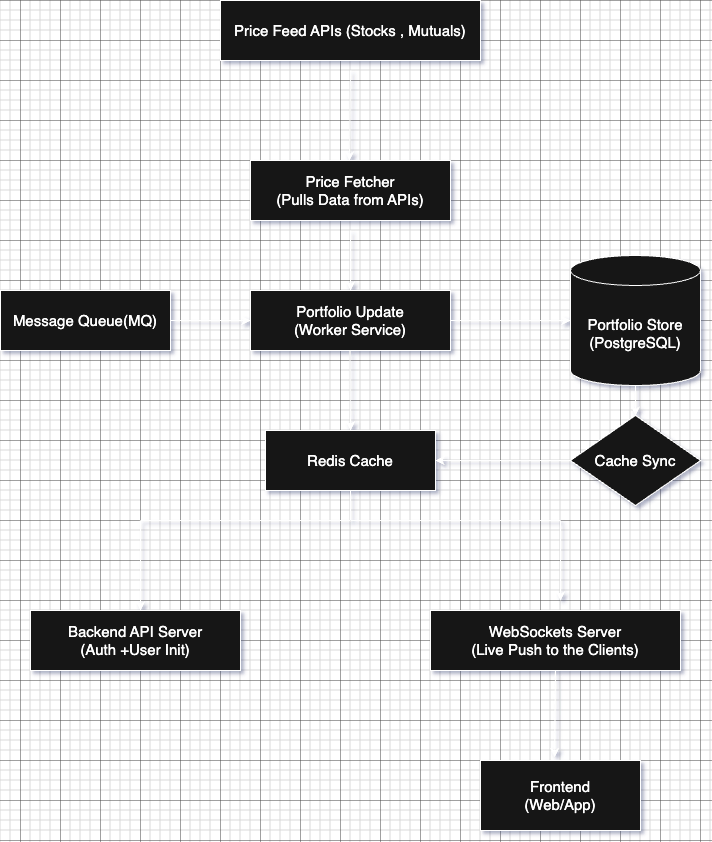 Price Feed APIs (Stocks , Mutuals)
Price Fetcher
(Pulls Data from APIs)
Message Queue(MQ)
Portfolio Update
(Worker Service)
Portfolio Store
(PostgreSQL)
Redis Cache
Cache Sync
Backend API Server
(Auth +User Init)
WebSockets Server
(Live Push to the Clients)
Frontend
(Web/App)